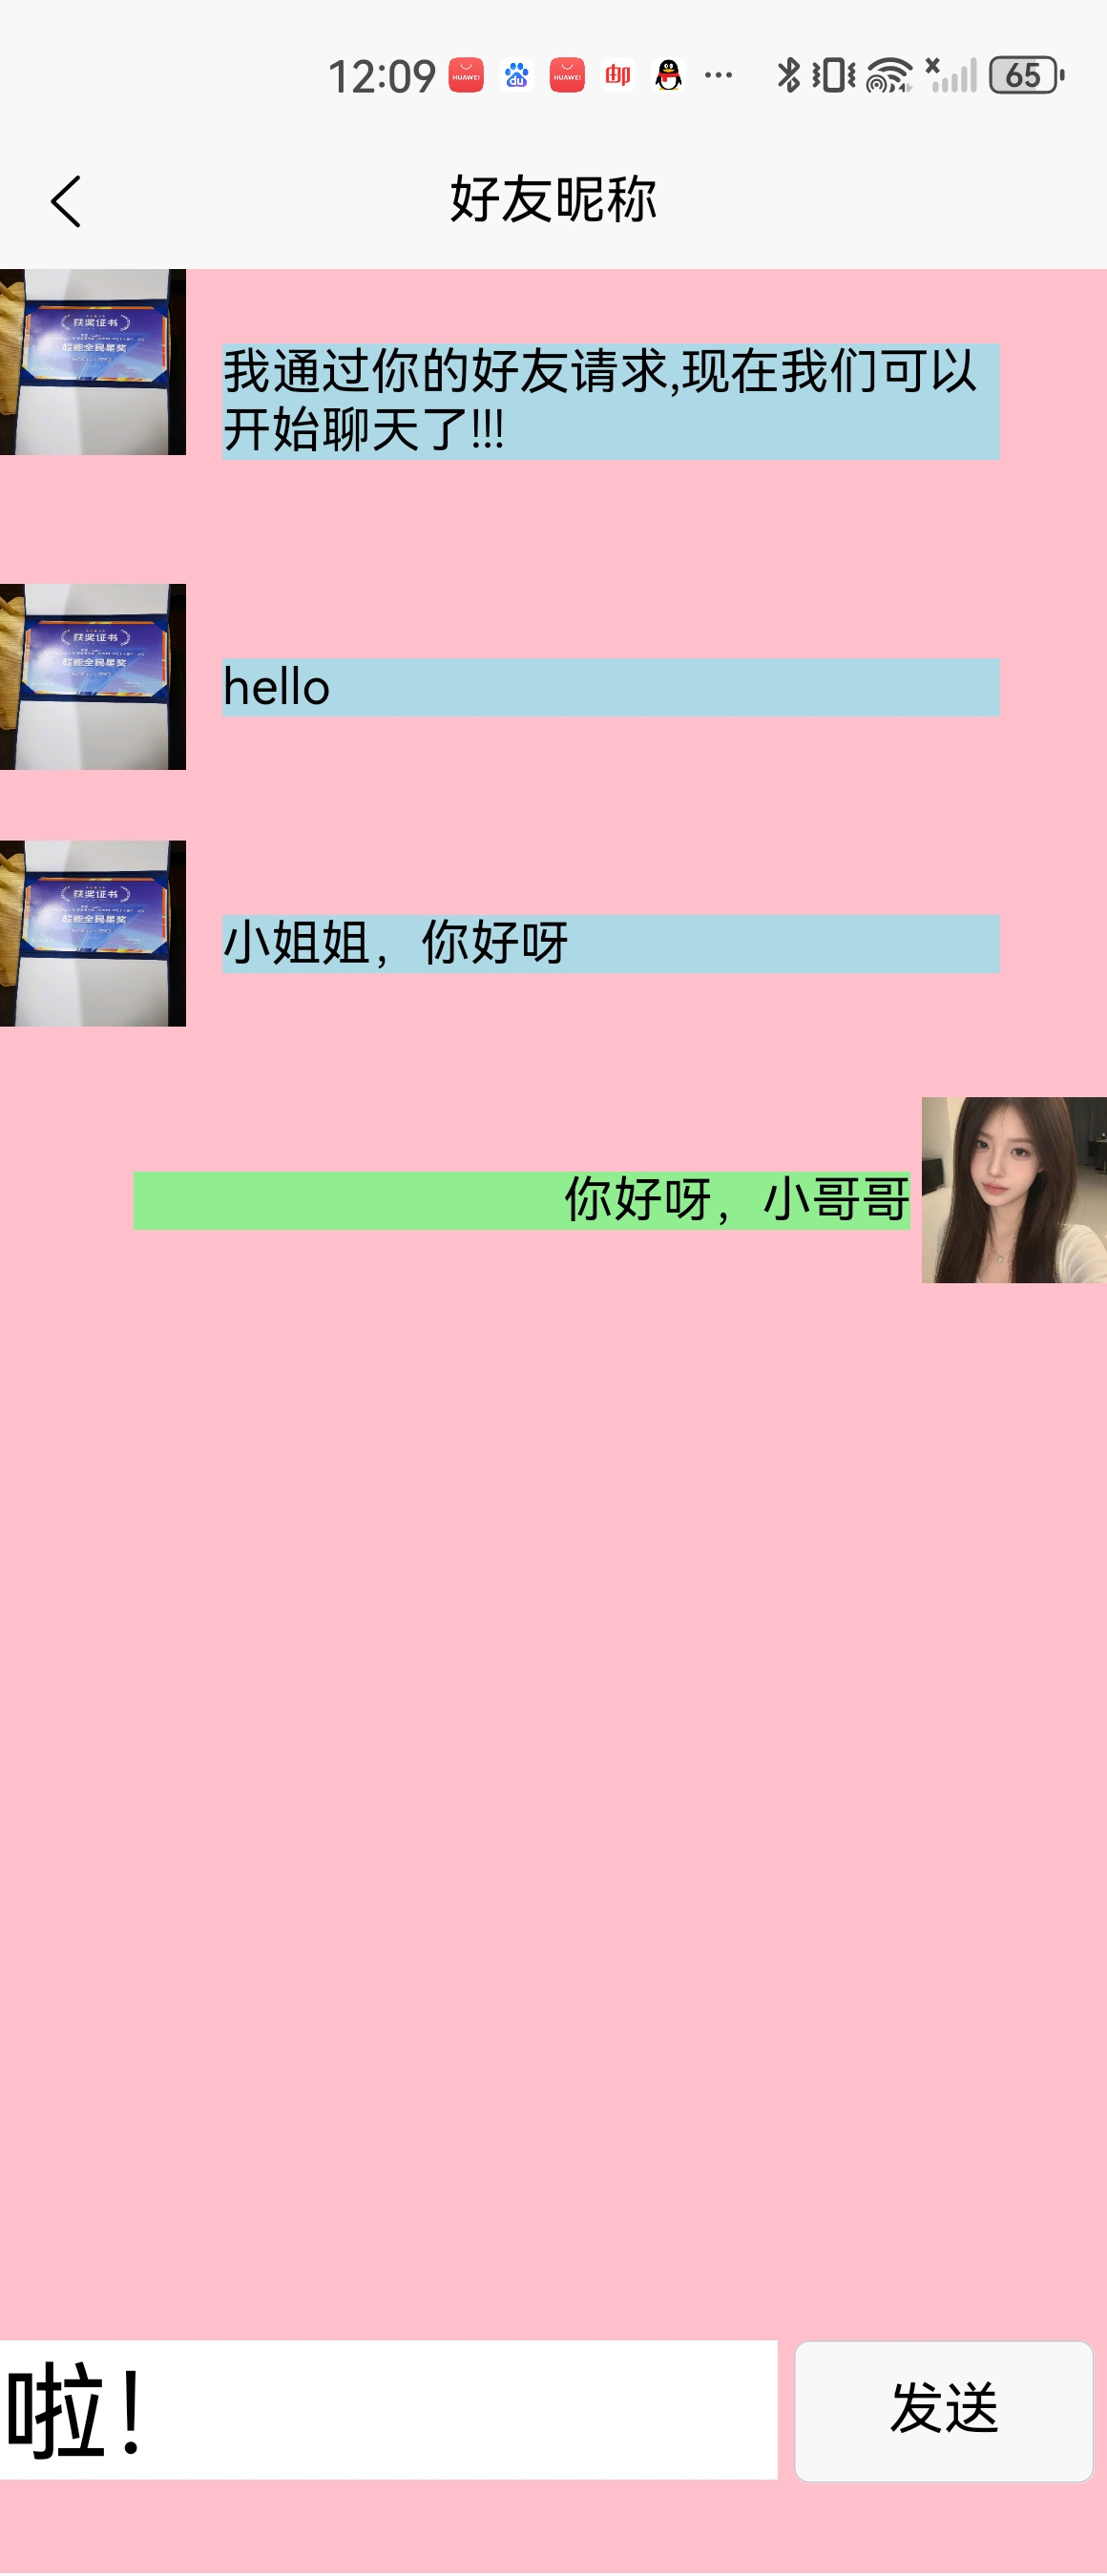 12:09
HUAWEI
du
HUAWEI
65
好友昵称
获奖证书
超能全民星奖
我通过你的好友请求,现在我们可以
开始聊天了!!!
获奖证书
超能全民星奖
hello
获奖证书
超能全民星奖
小姐姐，你好呀
你好呀，小哥哥
啦！
发送